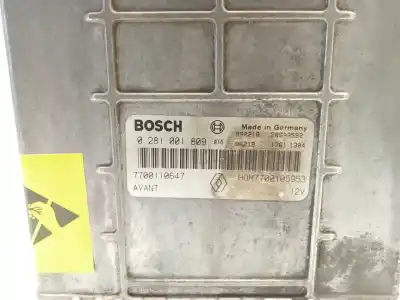 BOSCH
Made in Germany
0 281 001 809
7700110647
HOM7700105953
AVANT
12V